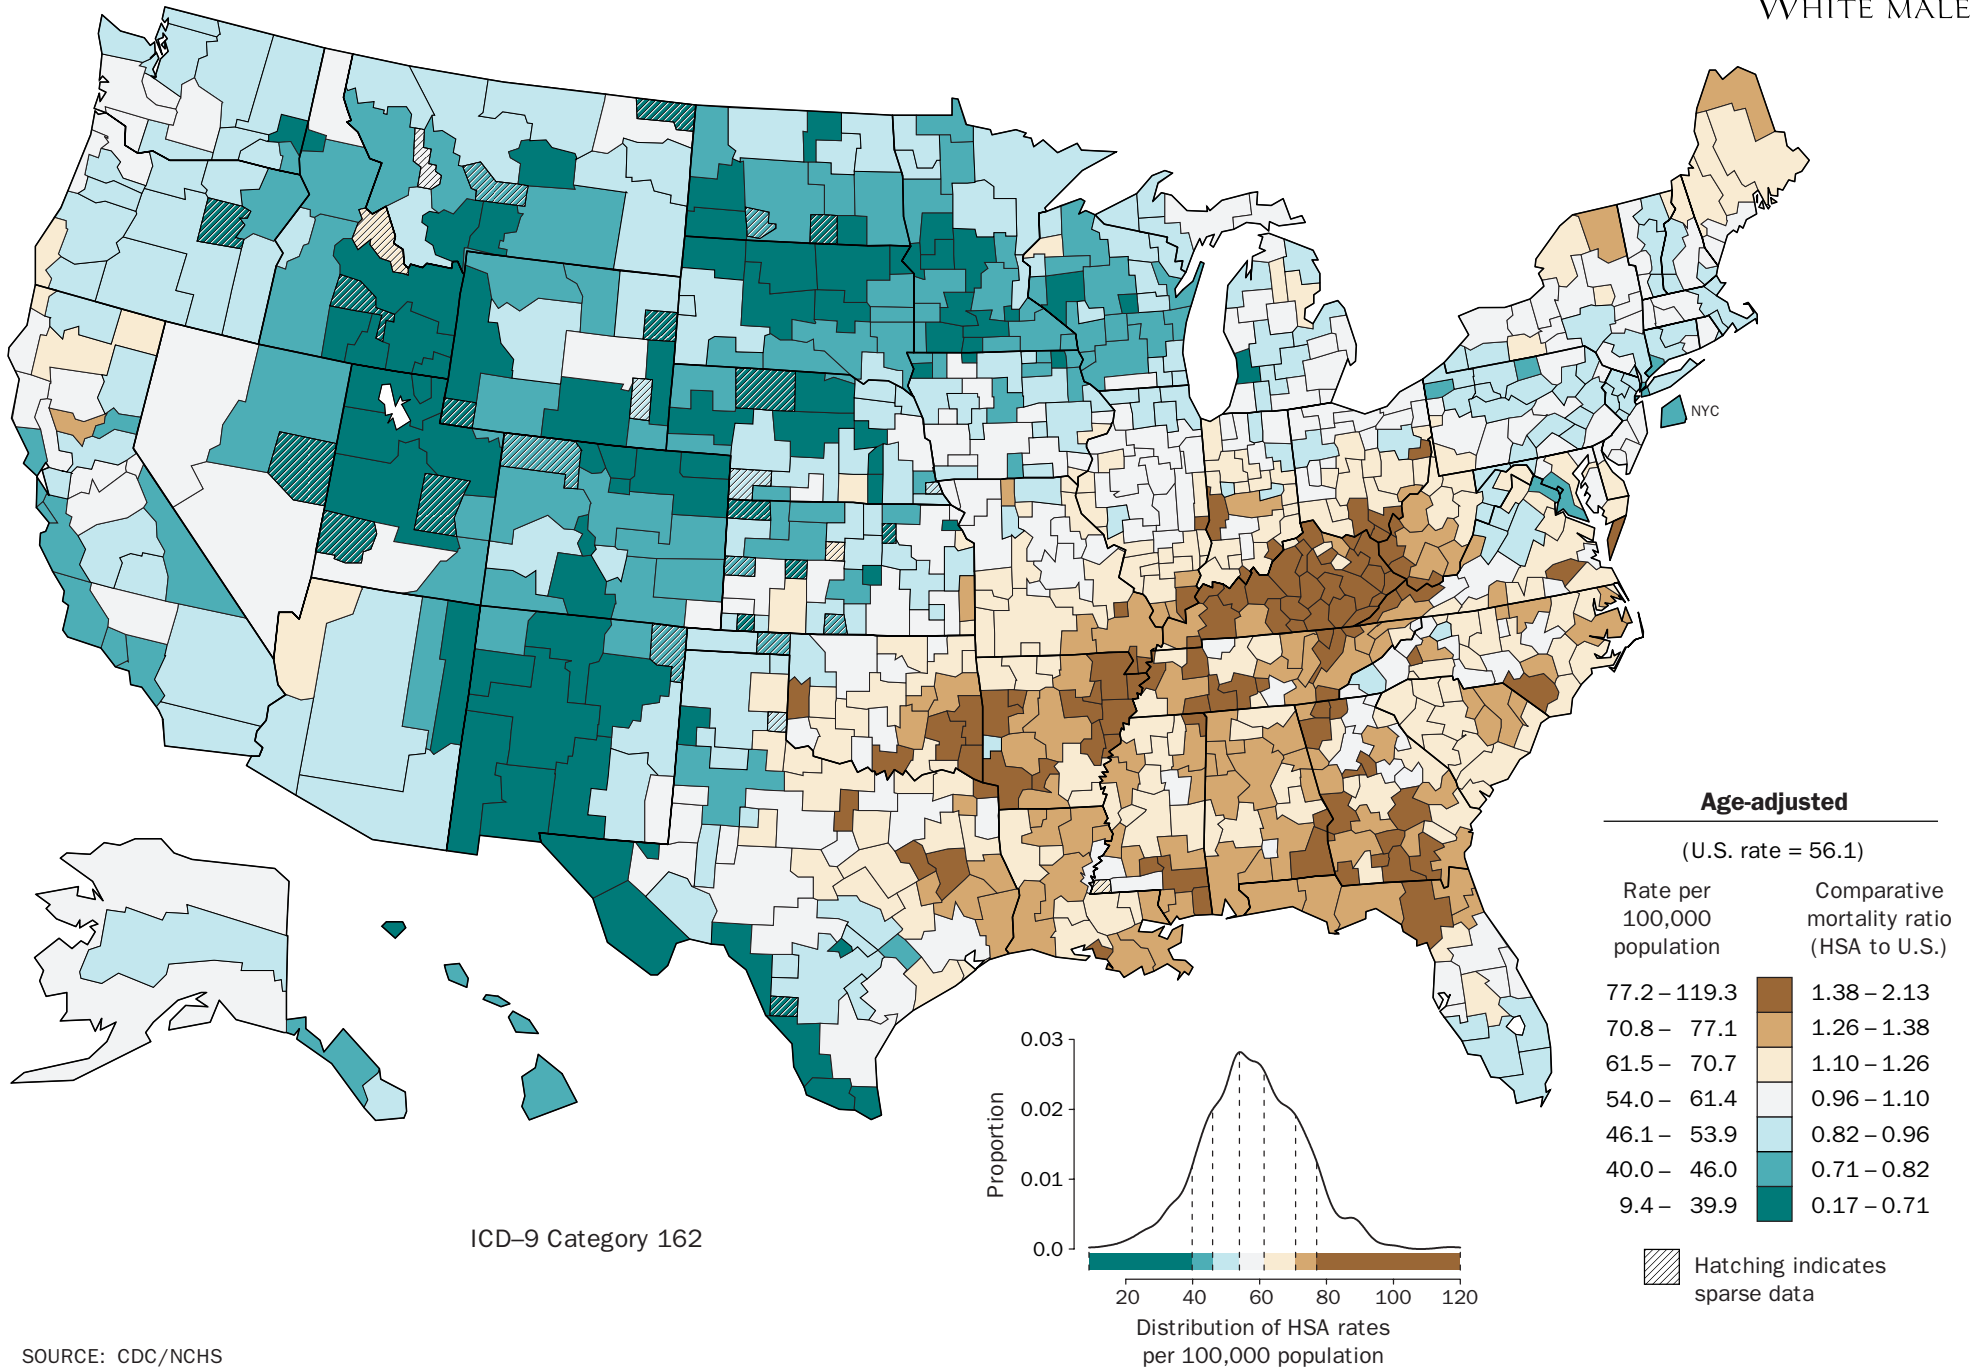 WHITE MALE
NYC
Age-adjusted
(U.S. rate = 56.1)
Rate per
100,000
population
Comparative
mortality ratio
(HSA to U.S.)
77.2 – 119.3 1.38 – 2.13
70.8 – 77.1 1.26 – 1.38
61.5 – 70.7 1.10 – 1.26
54.0 – 61.4 0.96 – 1.10
46.1 – 53.9 0.82 – 0.96
40.0 – 46.0 0.71 – 0.82
9.4 – 39.9 0.17 – 0.71
Hatching indicates
sparse data
Proportion
0.03
0.02
0.01
0.0
20 40 60 80 100 120
Distribution of HSA rates
per 100,000 population
ICD–9 Category 162
SOURCE: CDC/NCHS